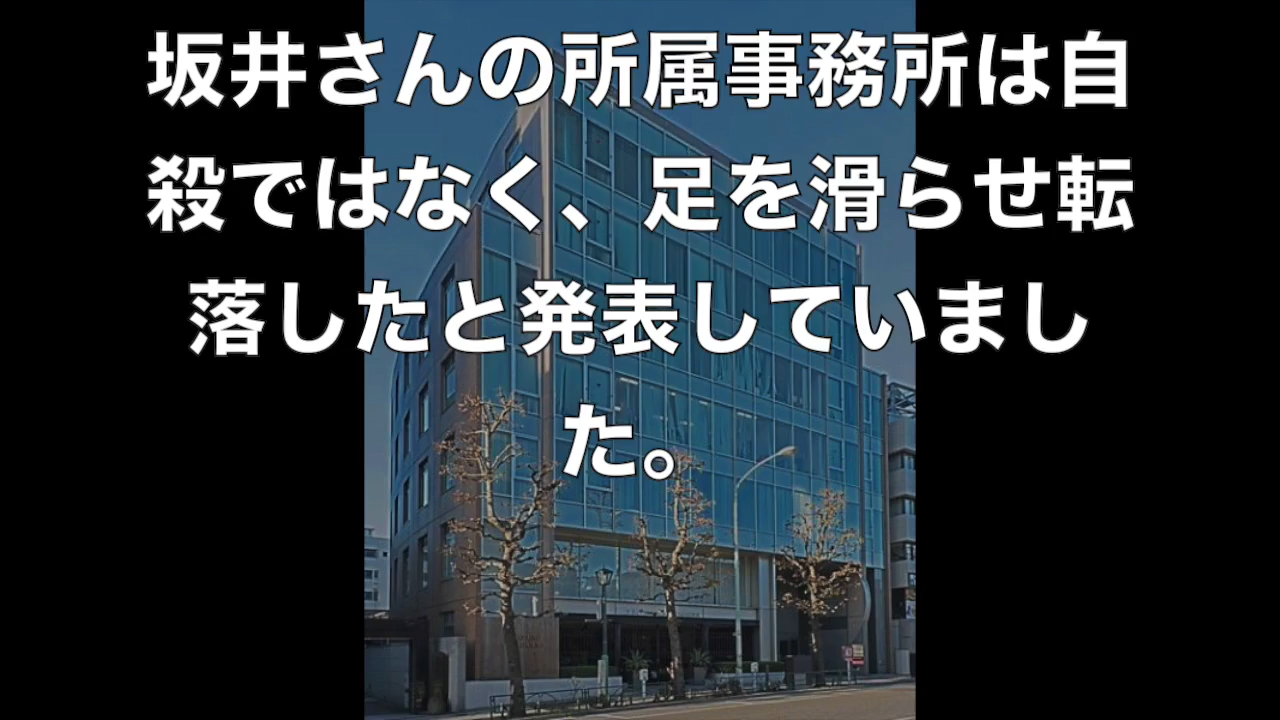 坂井さんの所属事務所は自
殺ではなく、足を滑らせ転
落したと発表していまし
た。